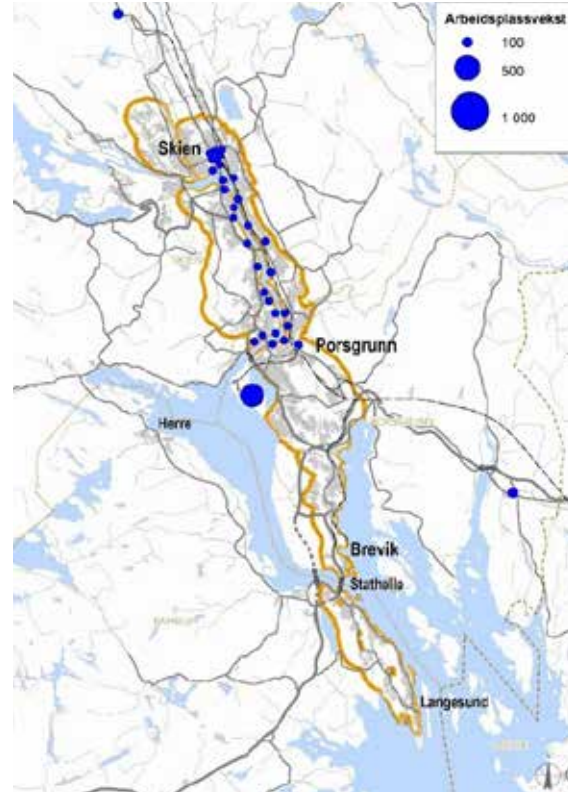 Arbeidsplassvekst
100
500
1 000
Skien
Porsgrunn
Herre
Brevik
Stathelle
Langesund